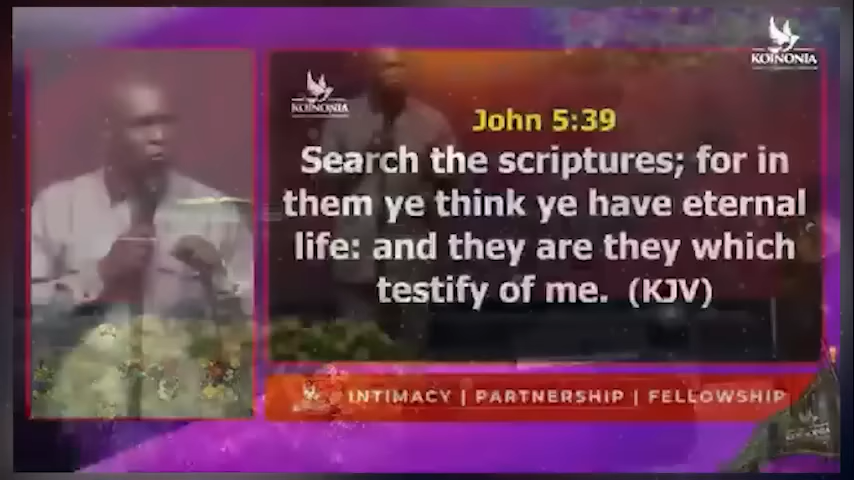 KOINONIA
KOINONIA
John 5:39
Search the scriptures; for in
them ye think ye have eternal
life: and they are they which
testify of me. (KJV)
INTIMACY | PARTNERSHIP | FELLOWSHIP